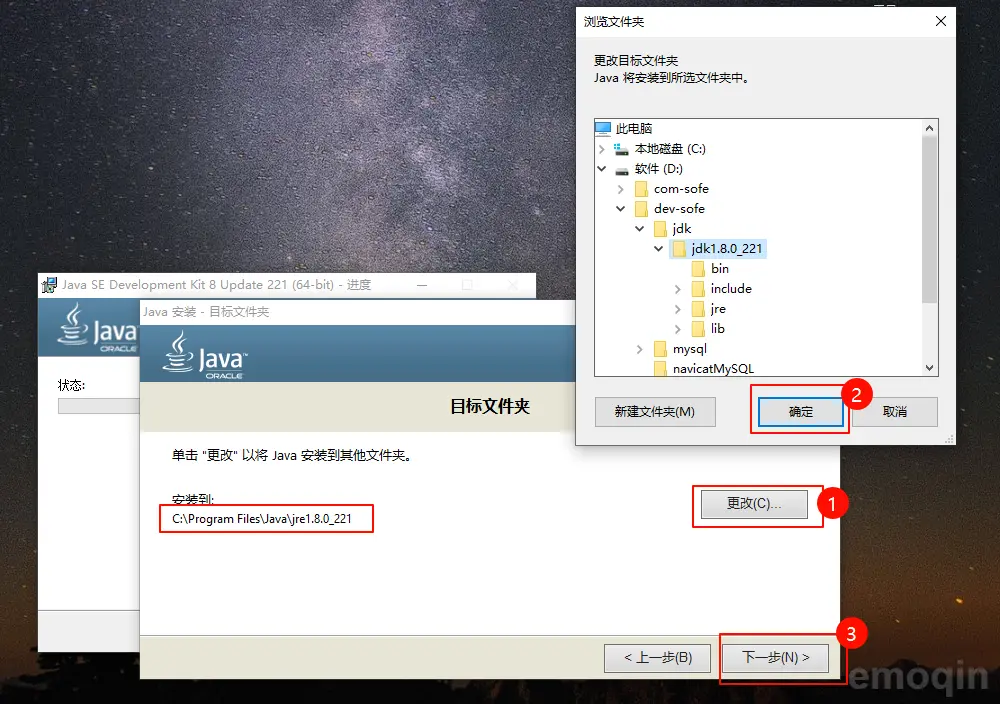 浏览文件夹
更改目标文件夹
Java 将安装到所选文件夹中。
此电脑
本地磁盘 (C:)
软件 (D:)
com-sofe
dev-sofe
jdk
jdk1.8.0_221
bin
include
jre
lib
mysql
navicatMySQL
新建文件夹(M)
确定
取消
2
Java SE Development Kit 8 Update 221 (64-bit) - 进度
Java
ORACLE
状态:
Java 安装 - 目标文件夹
Java™
ORACLE
目标文件夹
单击 "更改" 以将 Java 安装到其他文件夹。
安装到:
C:\Program Files\Java\jre1.8.0_221
更改(C)...
1
< 上一步(B)
下一步(N) >
3
emoqin